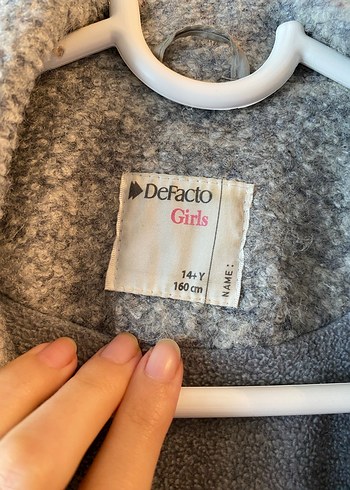 DeFacto
Girls
14+ Y
160 cm
NAME :